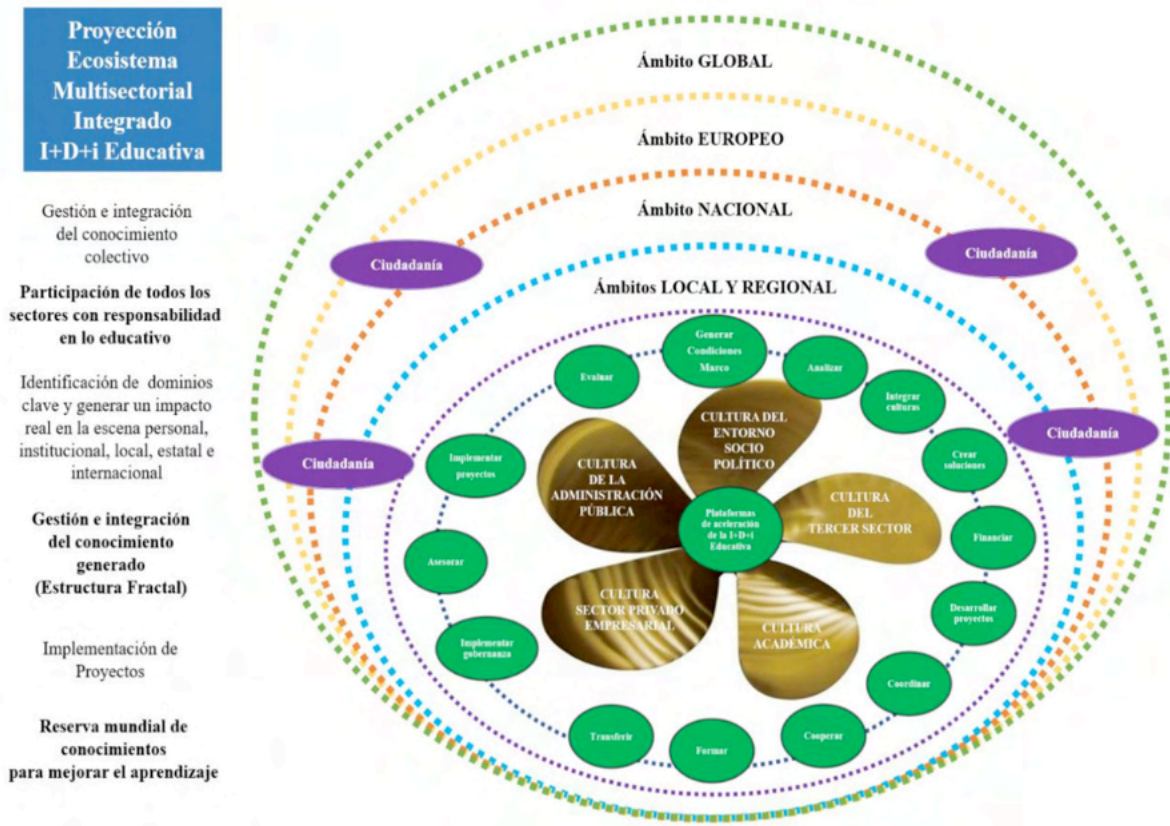 Proyección
Ecosistema
Multisectorial
Integrado
I+D+i Educativa
Gestión e integración
del conocimiento
colectivo
Participación de todos los
sectores con responsabilidad
en lo educativo
Identificación de dominios
clave y generar un impacto
real en la escena personal,
institucional, local, estatal e
internacional
Gestión e integración
del conocimiento
generado
(Estructura Fractal)
Implementación de
Proyectos
Reserva mundial de
conocimientos
para mejorar el aprendizaje
Ámbito GLOBAL
Ámbito EUROPEO
Ámbito NACIONAL
Ámbitos LOCAL Y REGIONAL
Ciudadanía
Ciudadanía
Ciudadanía
Ciudadanía
Generar
Condiciones
Marco
Analizar
Integrar
culturas
Crear
soluciones
Financiar
Desarrollar
proyectos
Coordinar
Cooperar
Formar
Transferir
Implementar
gobernanza
Asesorar
Implementar
proyectos
Evaluar
CULTURA DEL
ENTORNO
SOCIO
POLÍTICO
CULTURA
DEL
TERCER SECTOR
CULTURA
ACADÉMICA
CULTURA
SECTOR PRIVADO
EMPRESARIAL
CULTURA
DE LA
ADMINISTRACIÓN
PÚBLICA
Plataformas
de aceleración
de la I+D+i
Educativa